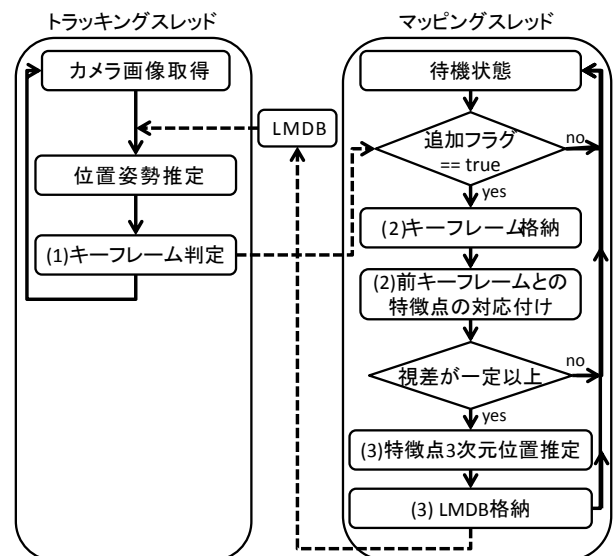 トラッキングスレッド
カメラ画像取得
位置姿勢推定
(1)キーフレーム判定
LMDB
マッピングスレッド
待機状態
追加フラグ
== true
no
yes
(2)キーフレーム格納
(2)前キーフレームとの
特徴点の対応付け
視差が一定以上
no
yes
(3)特徴点3次元位置推定
(3) LMDB格納